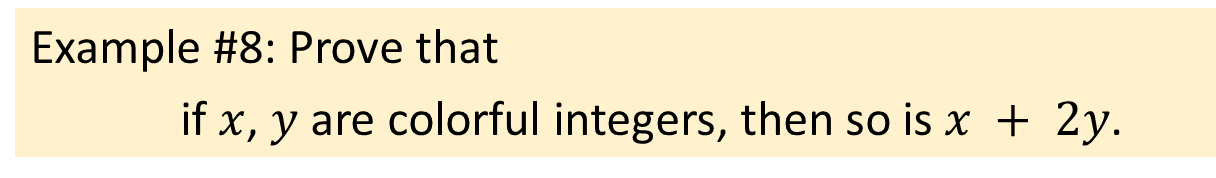 Example #8: Prove that
if x, y are colorful integers, then so is x + 2y.